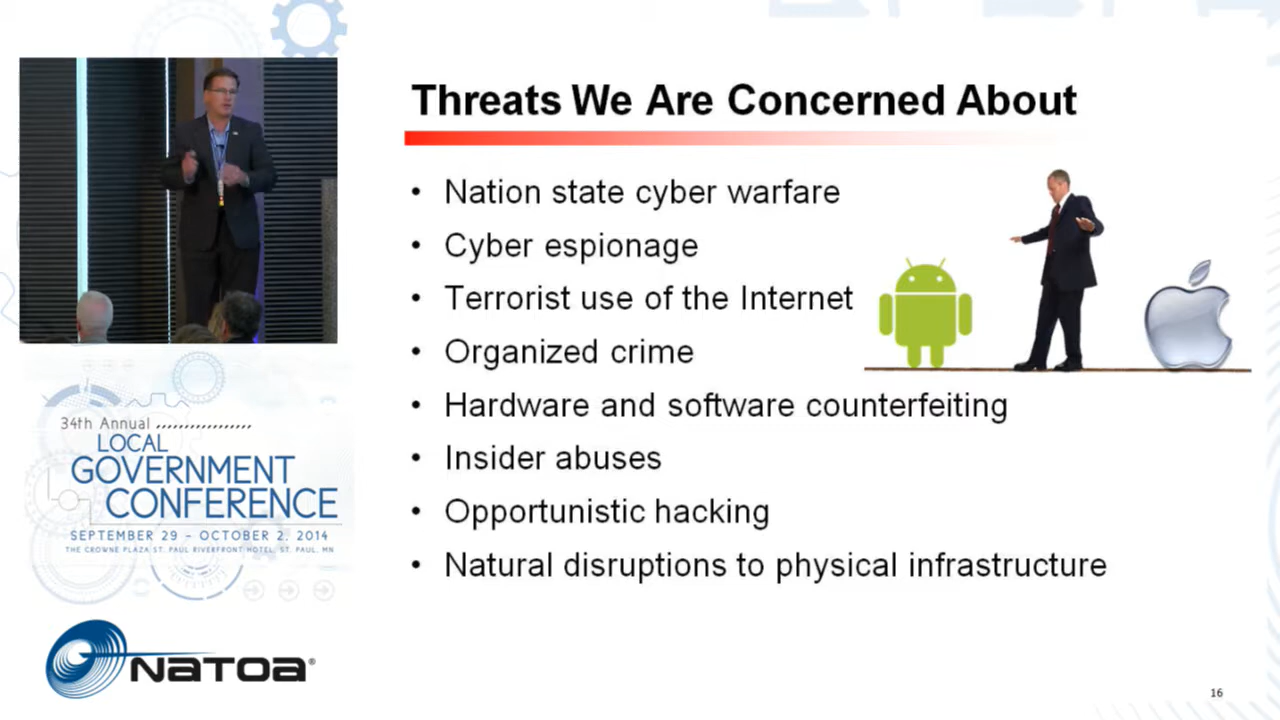 Threats We Are Concerned About
• Nation state cyber warfare
• Cyber espionage
• Terrorist use of the Internet
• Organized crime
• Hardware and software counterfeiting
• Insider abuses
• Opportunistic hacking
• Natural disruptions to physical infrastructure
34th Annual
LOCAL
GOVERNMENT
CONFERENCE
SEPTEMBER 29 – OCTOBER 2, 2014
THE CROWNE PLAZA ST. PAUL RIVERFRONT HOTEL, ST. PAUL, MN
NATOA®
16